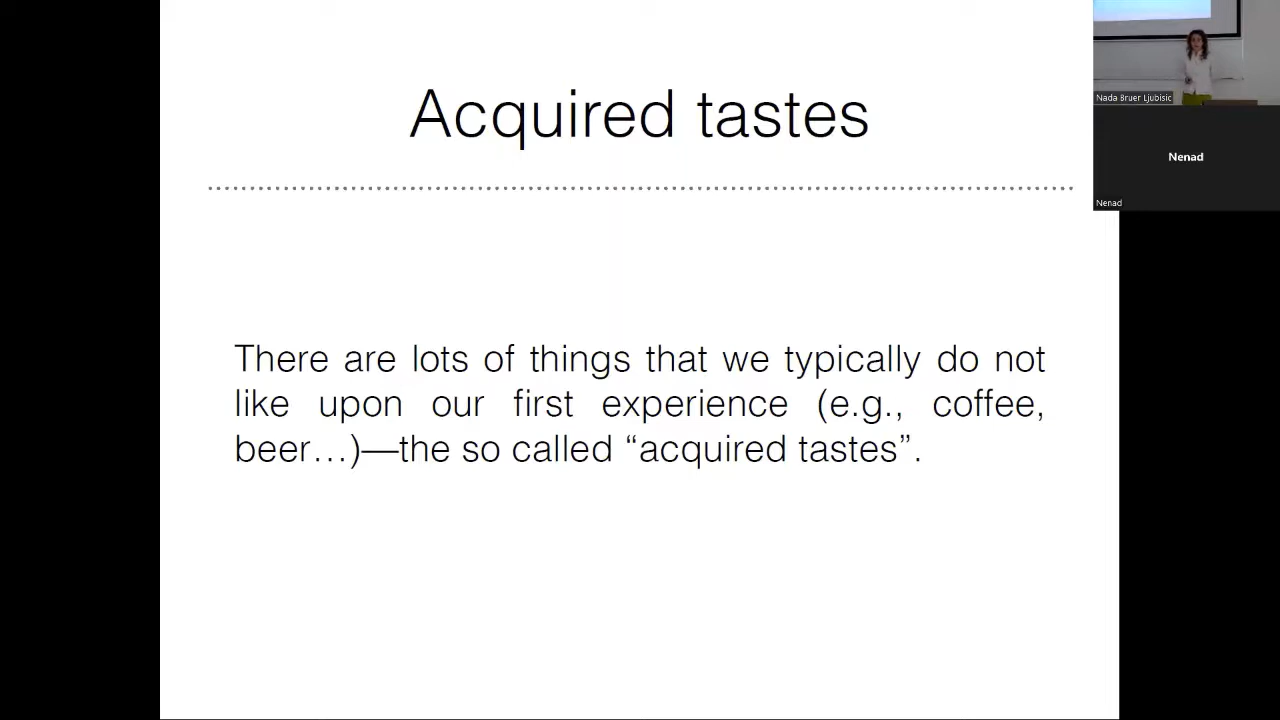 Acquired tastes
There are lots of things that we typically do not
like upon our first experience (e.g., coffee,
beer…)—the so called “acquired tastes”.
Nada Bruer Ljubisic
Nenad
Nenad